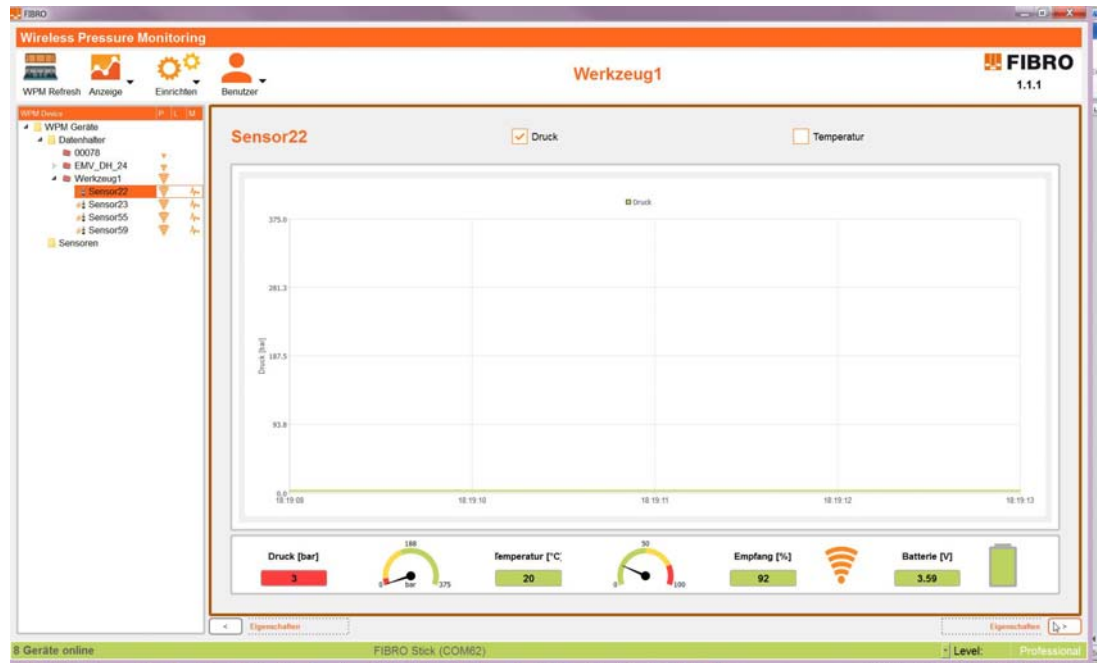 FIBRO
Wireless Pressure Monitoring
WPM Refresh
Anzeige
Einrichten
Benutzer
Werkzeug1
FIBRO
1.1.1
WPM Device P L M
WPM Geräte
Datenhalter
00078
EMV_DH_24
Werkzeug1
Sensor22
Sensor23
Sensor55
Sensor59
Sensoren
Sensor22
Druck
Temperatur
Druck
375.0
281.3
187.5
93.8
0,0
Druck [bar]
18:19:08 18:19:10 18:19:11 18:19:12 18:19:13
Druck [bar]
3
188
0 bar 375
Temperatur [°C]
20
50
0 100
Empfang [%]
92
Batterie [V]
3.59
< Eigenschaften
Eigenschaften >
8 Geräte online
FIBRO Stick (COM62)
Level: Professional